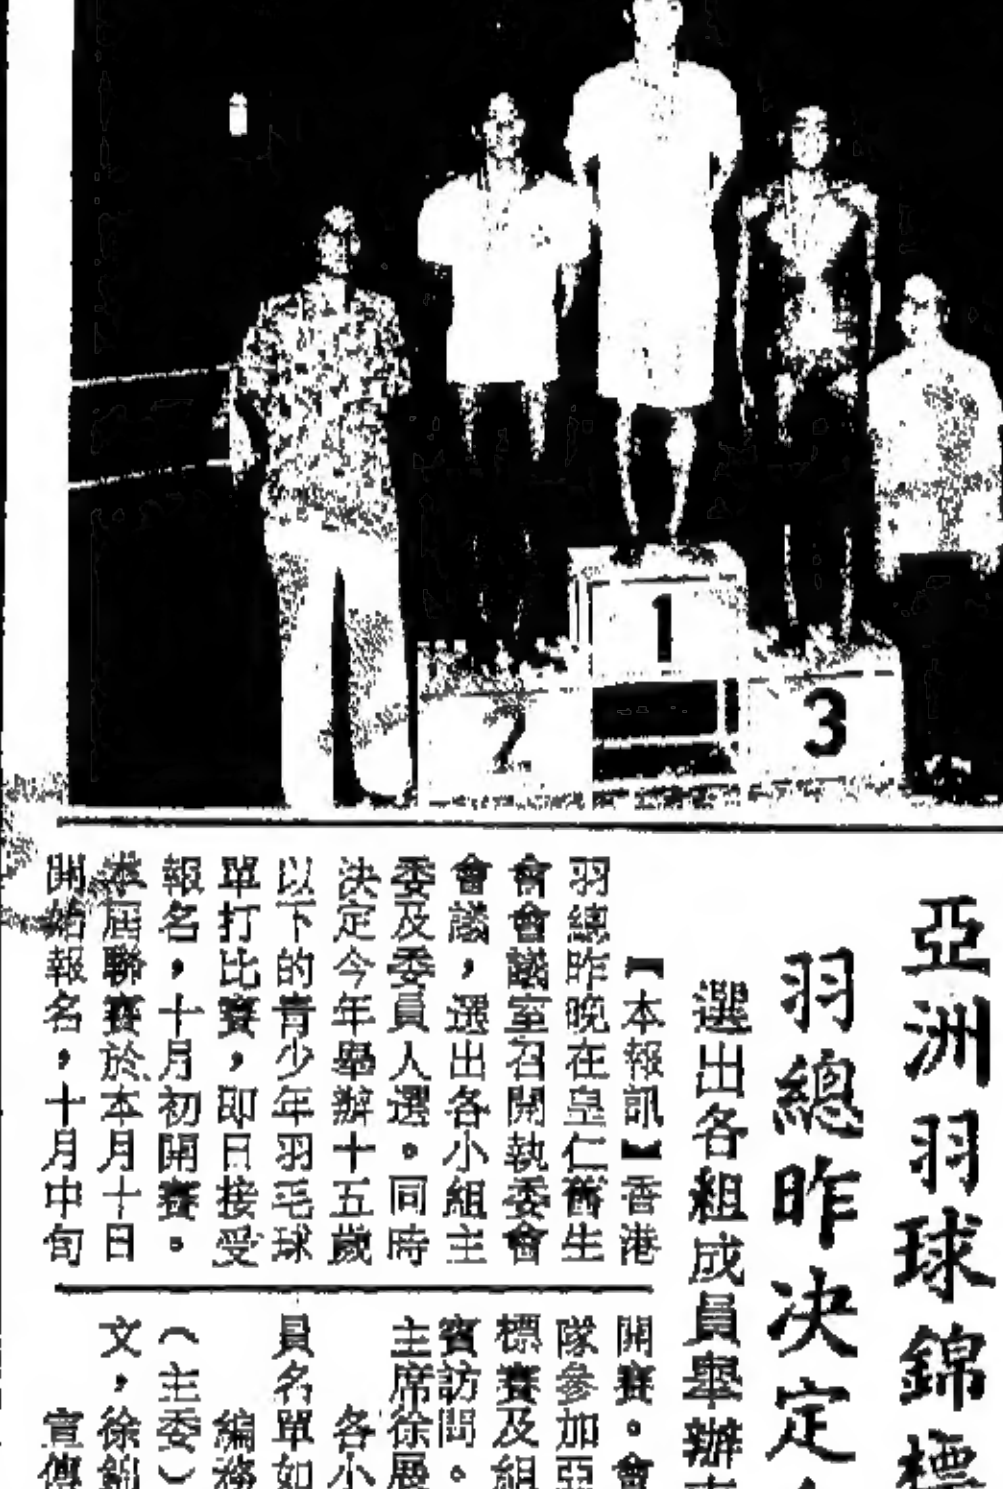 1
2
3
亞洲羽球錦標
羽總昨决定
選出各組成員舉辦
【本報訊】香港
羽總昨晚在皇仁舊生
會會議室召開執委會
會議，選出各小組主
委及委員人選。同時
決定今年舉辦十五歲
以下的青少年羽毛球
單打比賽，即日接受
報名，十月初開賽。
本屆聯賽於本月十日
開始報名，十月中旬
開賽。會
隊參加亞
標賽及組
賓訪問。
主席徐展
各小
員名單如
編務
（主委）
文，徐錦
宣傳